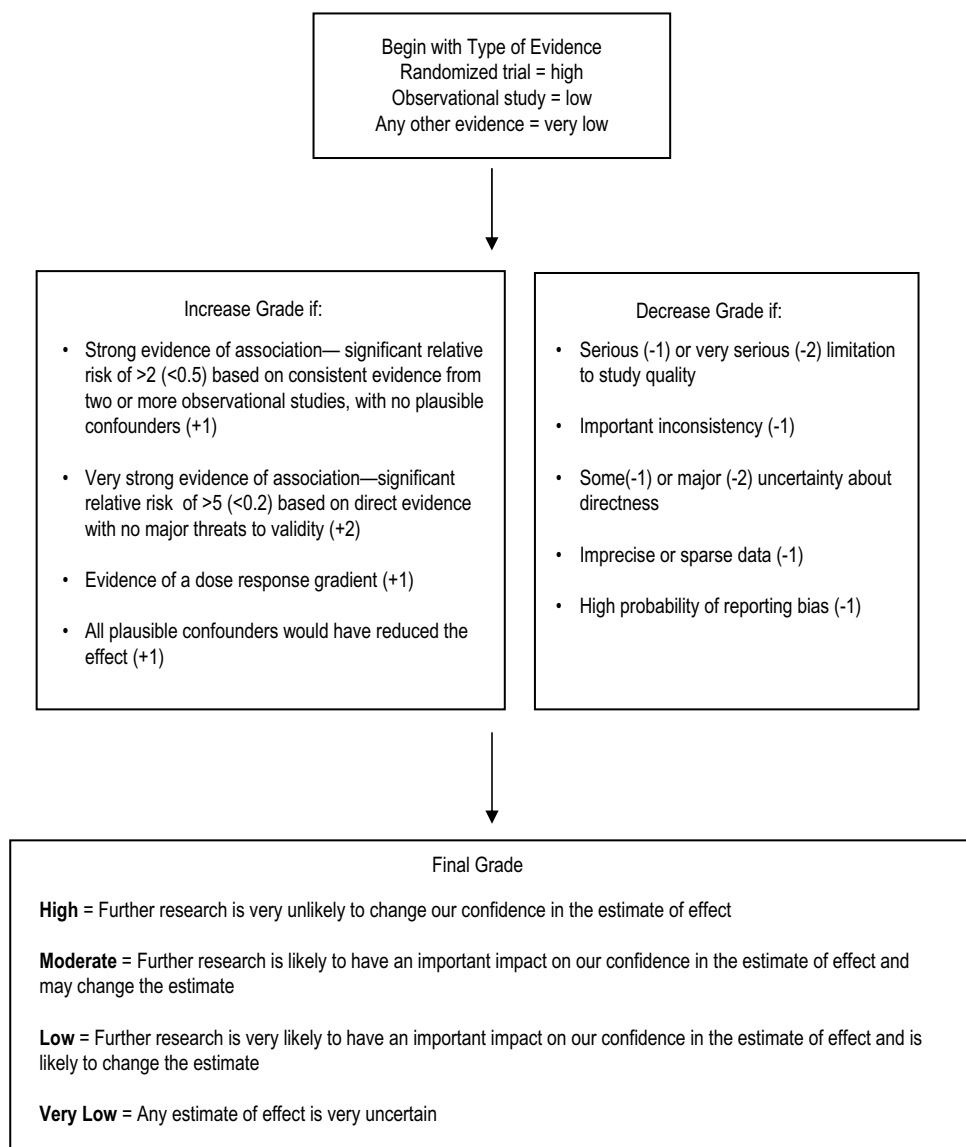 Begin with Type of Evidence
Randomized trial = high
Observational study = low
Any other evidence = very low
Increase Grade if:
• Strong evidence of association— significant relative
risk of >2 (<0.5) based on consistent evidence from
two or more observational studies, with no plausible
confounders (+1)
• Very strong evidence of association—significant
relative risk of >5 (<0.2) based on direct evidence
with no major threats to validity (+2)
• Evidence of a dose response gradient (+1)
• All plausible confounders would have reduced the
effect (+1)
Decrease Grade if:
• Serious (-1) or very serious (-2) limitation
to study quality
• Important inconsistency (-1)
• Some(-1) or major (-2) uncertainty about
directness
• Imprecise or sparse data (-1)
• High probability of reporting bias (-1)
Final Grade
High = Further research is very unlikely to change our confidence in the estimate of effect
Moderate = Further research is likely to have an important impact on our confidence in the estimate of effect and
may change the estimate
Low = Further research is very likely to have an important impact on our confidence in the estimate of effect and is
likely to change the estimate
Very Low = Any estimate of effect is very uncertain